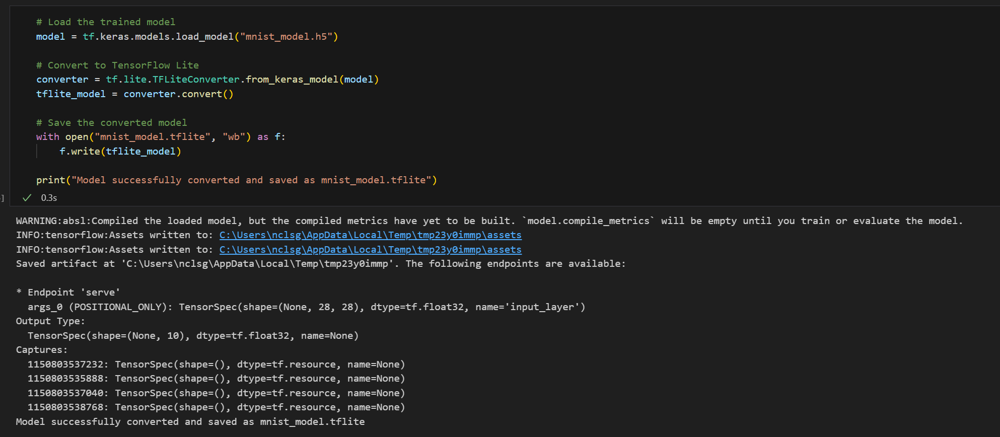 # Load the trained model
model = tf.keras.models.load_model("mnist_model.h5")
# Convert to TensorFlow Lite
converter = tf.lite.TFLiteConverter.from_keras_model(model)
tflite_model = converter.convert()
# Save the converted model
with open("mnist_model.tflite", "wb") as f:
    f.write(tflite_model)
print("Model successfully converted and saved as mnist_model.tflite")
] ✓ 0.3s
WARNING:absl:Compiled the loaded model, but the compiled metrics have yet to be built. `model.compile_metrics` will be empty until you train or evaluate the model.
INFO:tensorflow:Assets written to: C:\Users\nclsg\AppData\Local\Temp\tmp23y0immp\assets
INFO:tensorflow:Assets written to: C:\Users\nclsg\AppData\Local\Temp\tmp23y0immp\assets
Saved artifact at 'C:\Users\nclsg\AppData\Local\Temp\tmp23y0immp'. The following endpoints are available:
* Endpoint 'serve'
  args_0 (POSITIONAL_ONLY): TensorSpec(shape=(None, 28, 28), dtype=tf.float32, name='input_layer')
Output Type:
  TensorSpec(shape=(None, 10), dtype=tf.float32, name=None)
Captures:
  1150803537232: TensorSpec(shape=(), dtype=tf.resource, name=None)
  1150803535888: TensorSpec(shape=(), dtype=tf.resource, name=None)
  1150803537040: TensorSpec(shape=(), dtype=tf.resource, name=None)
  1150803538768: TensorSpec(shape=(), dtype=tf.resource, name=None)
Model successfully converted and saved as mnist_model.tflite